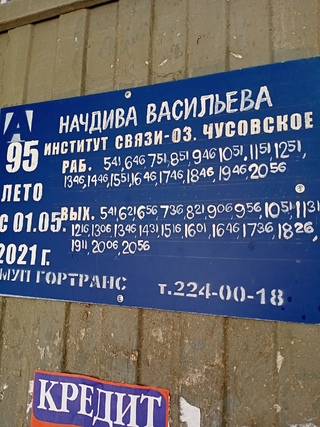 А
НАЧДИВА ВАСИЛЬЕВА
95 ИНСТИТУТ СВЯЗИ-ОЗ. ЧУСОВСКОЕ
РАБ. 541, 646 751, 851, 946 1051, 1151 1251,
1346, 1446, 1551 1646, 1746, 1846, 1946 2056
ЛЕТО
С 01.05.
2021 г.
ВЫХ. 541 621 656 736, 821 906 956, 1051, 1131
1216, 1306 1346 1431, 1516, 1601, 1646 1736, 1826,
1911, 2006, 2056
МУП ГОРТРАНС т.224-00-18
КРЕДИТ